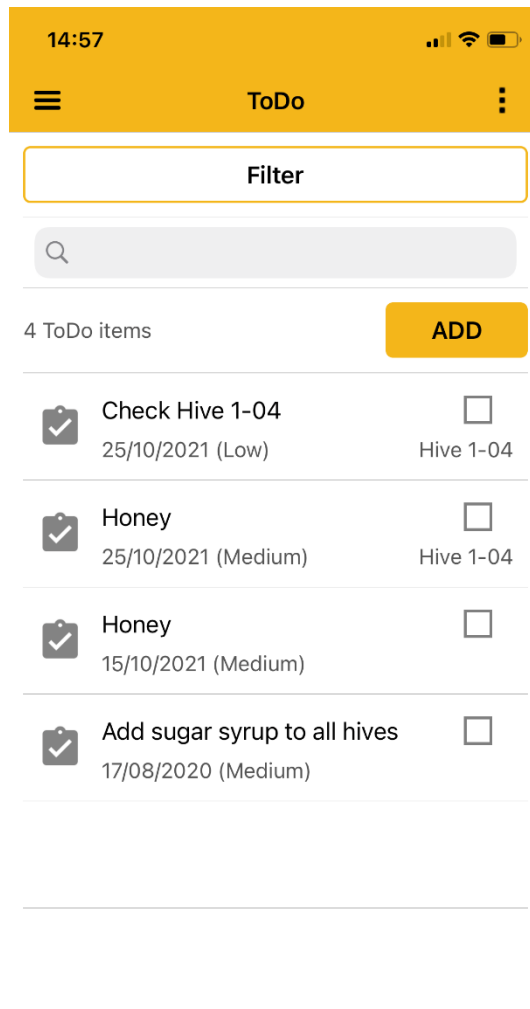 14:57
ToDo
Filter
4 ToDo items
ADD
Check Hive 1-04
25/10/2021 (Low)
Hive 1-04
Honey
25/10/2021 (Medium)
Hive 1-04
Honey
15/10/2021 (Medium)
Add sugar syrup to all hives
17/08/2020 (Medium)